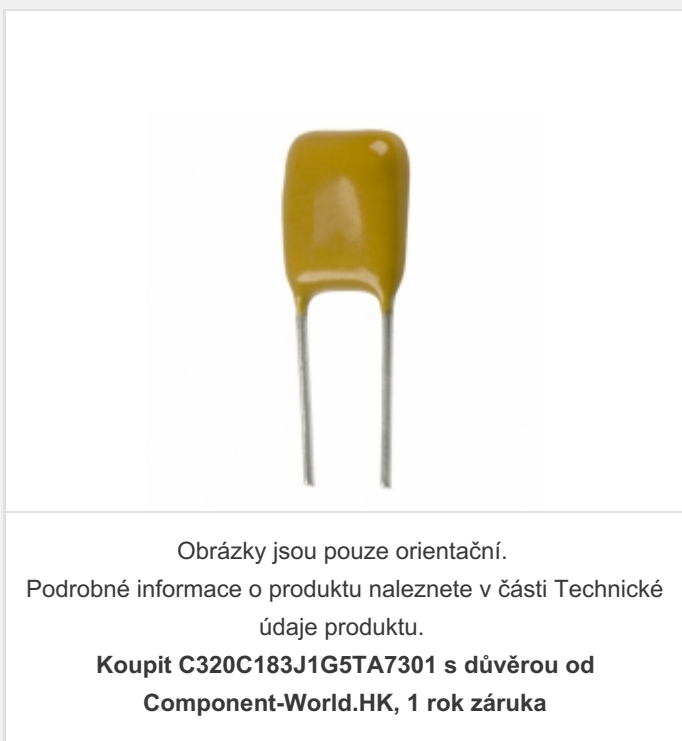 Obrázky jsou pouze orientační.
Podrobné informace o produktu naleznete v části Technické
údaje produktu.
Koupit C320C183J1G5TA7301 s důvěrou od
Component-World.HK, 1 rok záruka